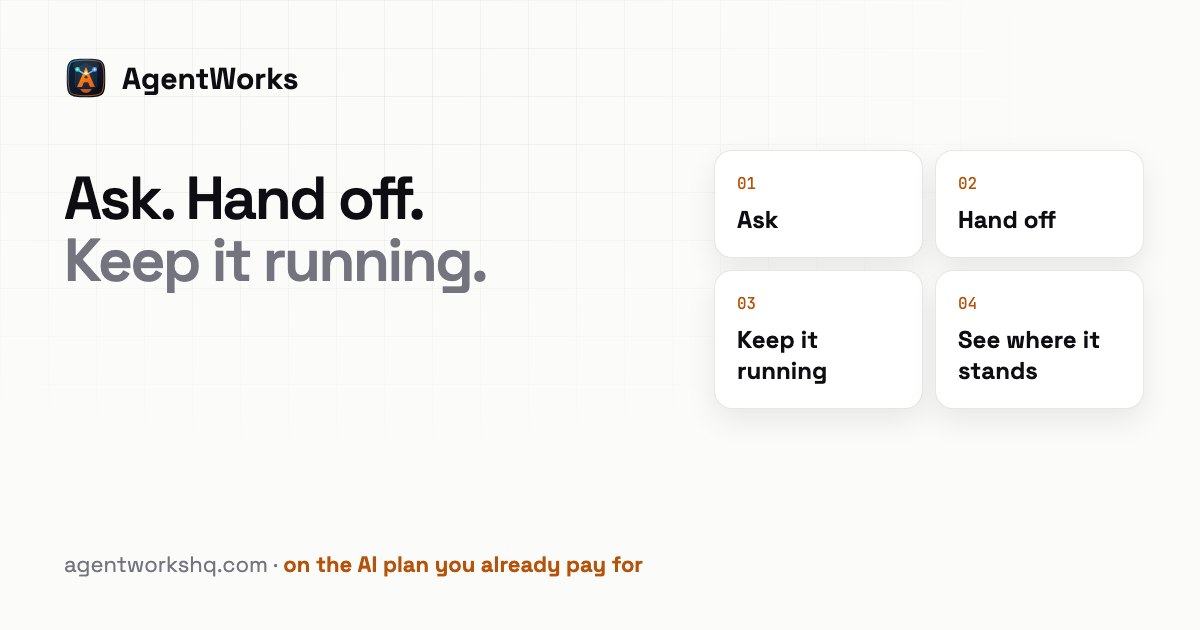 AgentWorks
Ask. Hand off.
Keep it running.
01
Ask
02
Hand off
03
Keep it
running
04
See where it
stands
agentworkshq.com · on the AI plan you already pay for